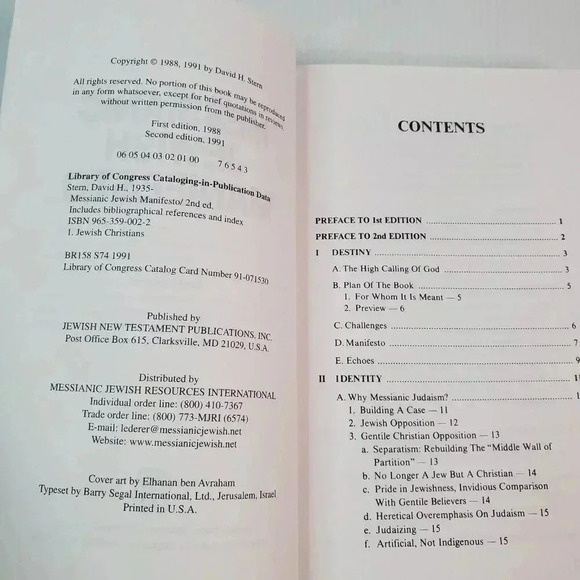 Copyright © 1988, 1991 by David H. Stern
All rights reserved. No portion of this book may be reproduced
in any form whatsoever, except for brief quotations in reviews,
without written permission from the publisher.
First edition, 1988
Second edition, 1991
06 05 04 03 02 01 00 7 6 5 4 3
Library of Congress Cataloging-in-Publication Data
Stern, David H., 1935-
Messianic Jewish Manifesto/ 2nd ed.
Includes bibliographical references and index
ISBN 965-359-002-2
1. Jewish Christians
BR158 S74 1991
Library of Congress Catalog Card Number 91-071530
Published by
JEWISH NEW TESTAMENT PUBLICATIONS, INC.
Post Office Box 615, Clarksville, MD 21029, U.S.A.
Distributed by
MESSIANIC JEWISH RESOURCES INTERNATIONAL
Individual order line: (800) 410-7367
Trade order line: (800) 773-MJRI (6574)
E-mail: lederer@messianicjewish.net
Website: www.messianicjewish.net
Cover art by Elhanan ben Avraham
Typeset by Barry Segal International, Ltd., Jerusalem, Israel
Printed in U.S.A.
CONTENTS
PREFACE TO 1st EDITION 1
PREFACE TO 2nd EDITION 2
I DESTINY 3
A. The High Calling Of God 3
B. Plan Of The Book 5
1. For Whom It Is Meant — 5
2. Preview — 6
C. Challenges 6
D. Manifesto 7
E. Echoes 9
II IDENTITY 11
A. Why Messianic Judaism? 1
1. Building A Case — 11
2. Jewish Opposition — 12
3. Gentile Christian Opposition — 13
a. Separatism: Rebuilding The "Middle Wall of
Partition" — 13
b. No Longer A Jew But A Christian — 14
c. Pride in Jewishness, Invidious Comparison
With Gentile Believers — 14
d. Heretical Overemphasis On Judaism — 15
e. Judaizing — 15
f. Artificial, Not Indigenous — 15